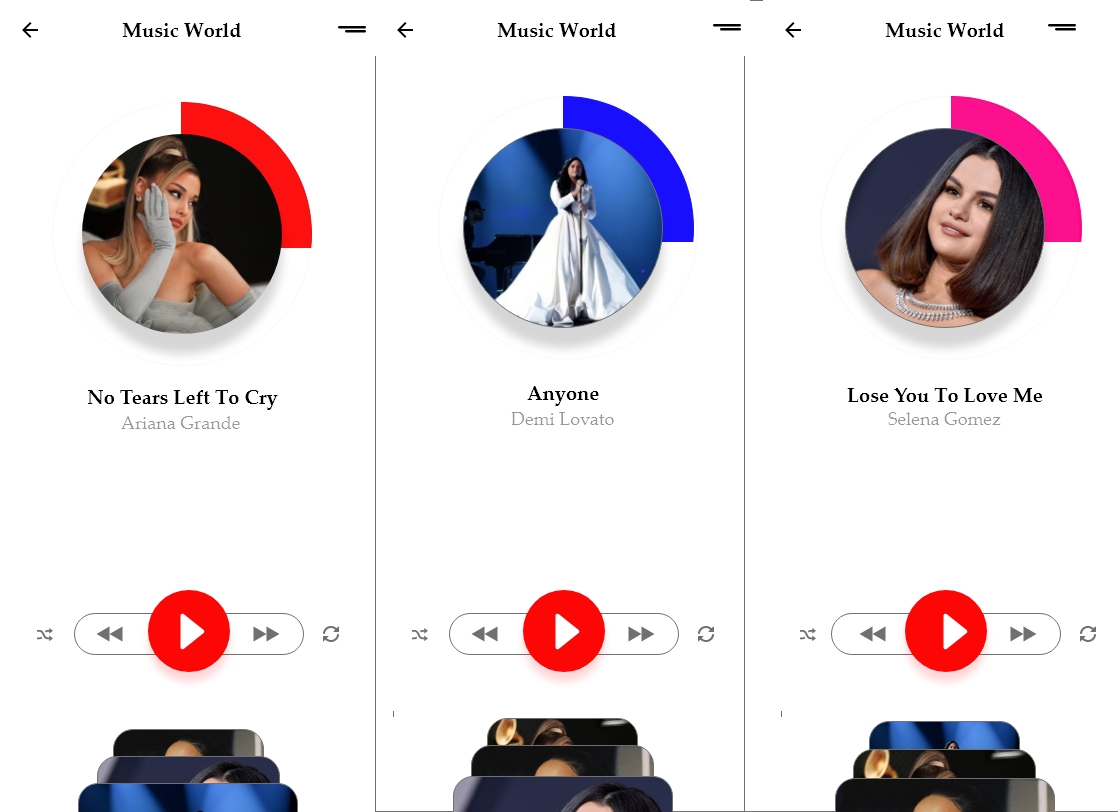 Music World
No Tears Left To Cry
Ariana Grande
Music World
Anyone
Demi Lovato
Music World
Lose You To Love Me
Selena Gomez